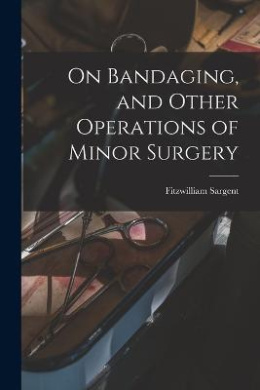 On Bandaging,
and Other
Operations of
Minor Surgery
Fitzwilliam Sargent